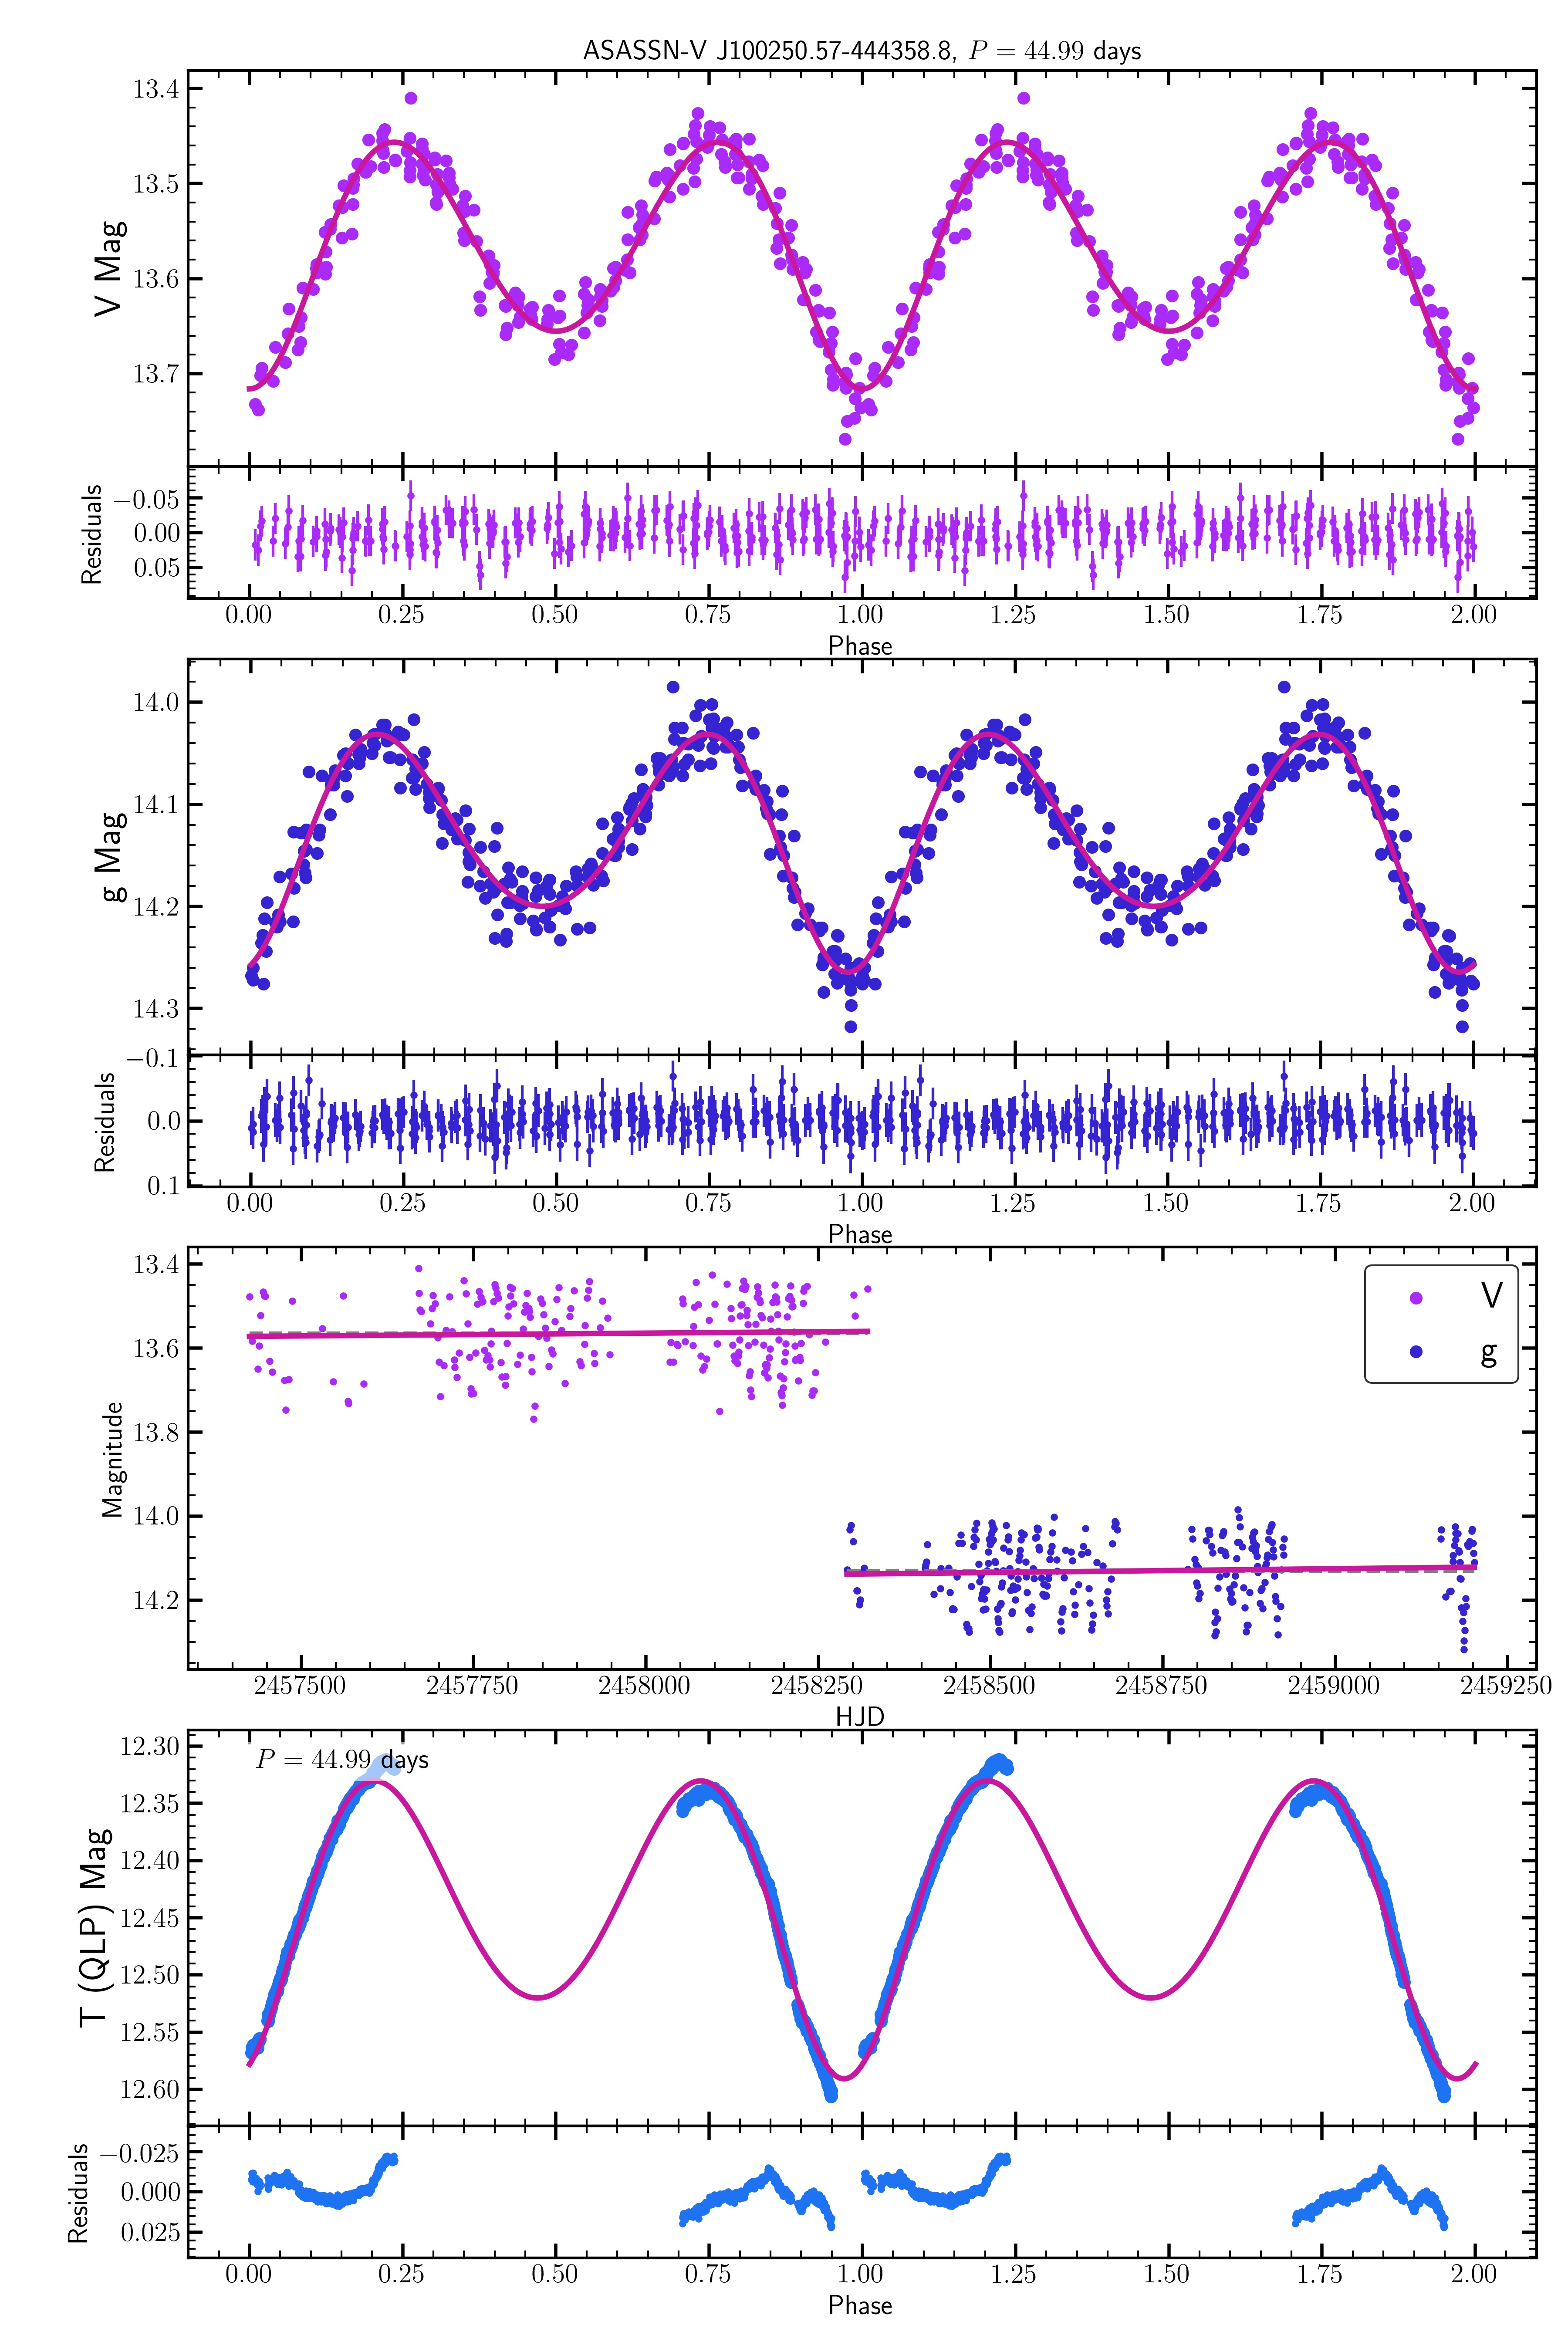 ASASSN-V J100250.57-444358.8, P = 44.99 days
13.4
13.5
13.6
13.7
V Mag
−0.05
0.00
0.05
Residuals
0.00 0.25 0.50 0.75 1.00 1.25 1.50 1.75 2.00
Phase
14.0
14.1
14.2
14.3
g Mag
−0.1
0.0
0.1
Residuals
0.00 0.25 0.50 0.75 1.00 1.25 1.50 1.75 2.00
Phase
13.4
13.6
13.8
14.0
14.2
Magnitude
V
g
2457500 2457750 2458000 2458250 2458500 2458750 2459000 2459250
HJD
P = 44.99 days
12.30
12.35
12.40
12.45
12.50
12.55
12.60
T (QLP) Mag
−0.025
0.000
0.025
Residuals
0.00 0.25 0.50 0.75 1.00 1.25 1.50 1.75 2.00
Phase